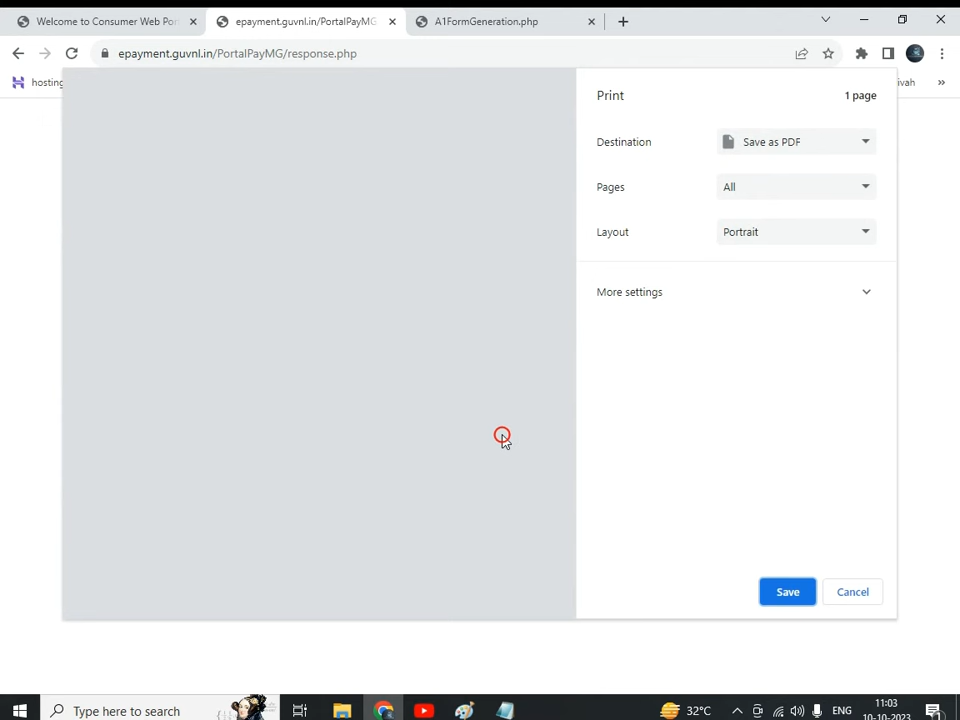 Welcome to Consumer Web Por
epayment.guvnl.in/PortalPayMG
A1FormGeneration.php
epayment.guvnl.in/PortalPayMG/response.php
hosting
ivah
Print
1 page
Destination
Save as PDF
Pages
All
Layout
Portrait
More settings
Save
Cancel
Type here to search
32°C
ENG
11:03
10-10-2023